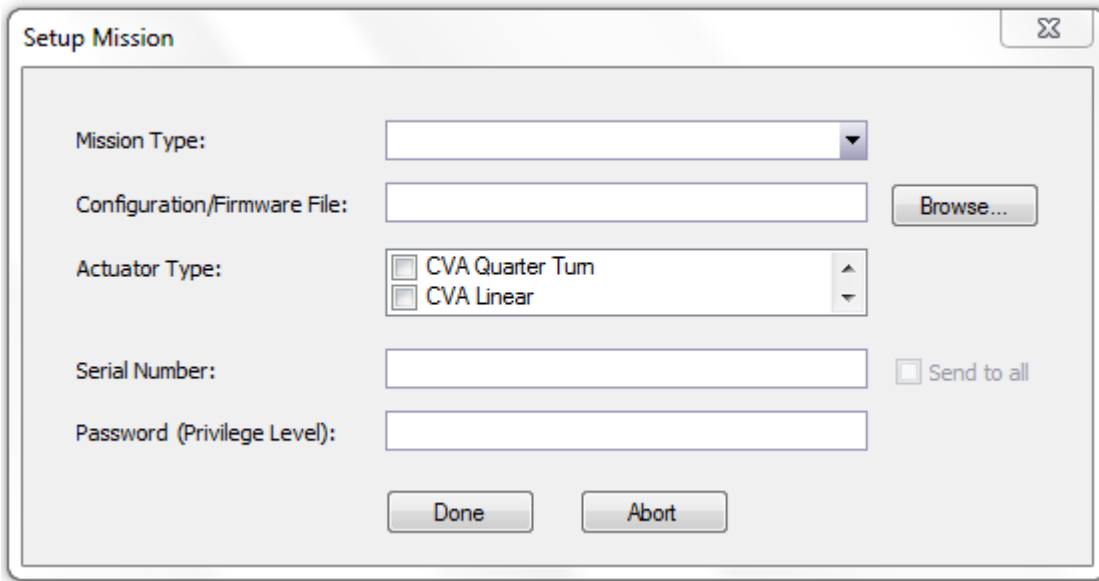 Setup Mission
Mission Type:
Configuration/Firmware File:
Browse...
Actuator Type:
CVA Quarter Turn
CVA Linear
Serial Number:
Send to all
Password (Privilege Level):
Done
Abort